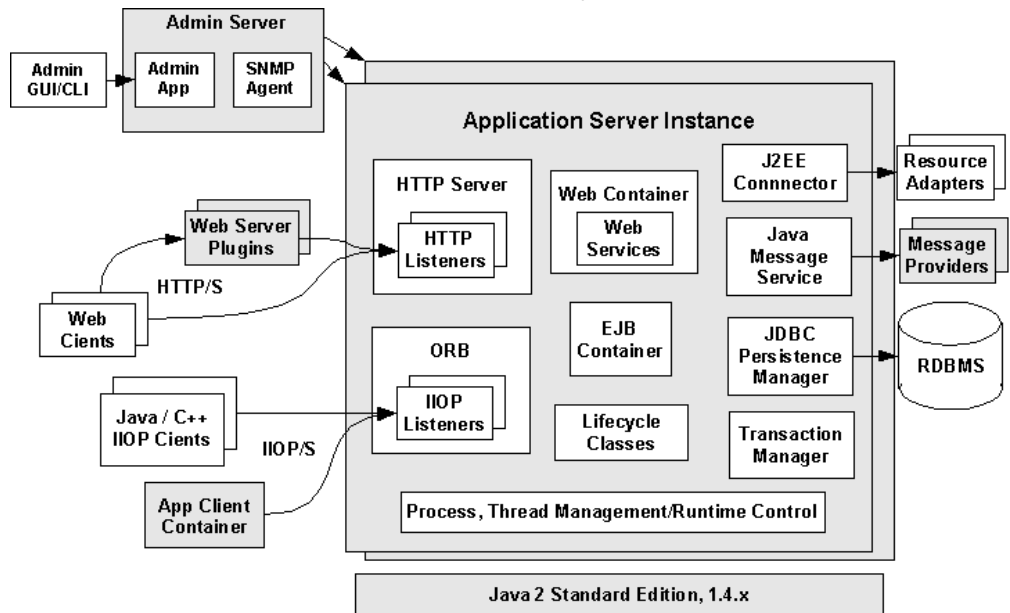 Admin Server
Admin
GUI/CLI
Admin
App
SNMP
Agent
Application Server Instance
HTTP Server
HTTP
Listeners
Web Container
Web
Services
J2EE
Connnector
Resource
Adapters
Web Server
Plugins
HTTP/S
Web
Cients
Java
Message
Service
Message
Providers
ORB
IIOP
Listeners
EJB
Container
JDBC
Persistence
Manager
RDBMS
Java / C++
IIOP Cients
IIOP/S
Lifecycle
Classes
Transaction
Manager
App Client
Container
Process, Thread Management/Runtime Control
Java 2 Standard Edition, 1.4.x